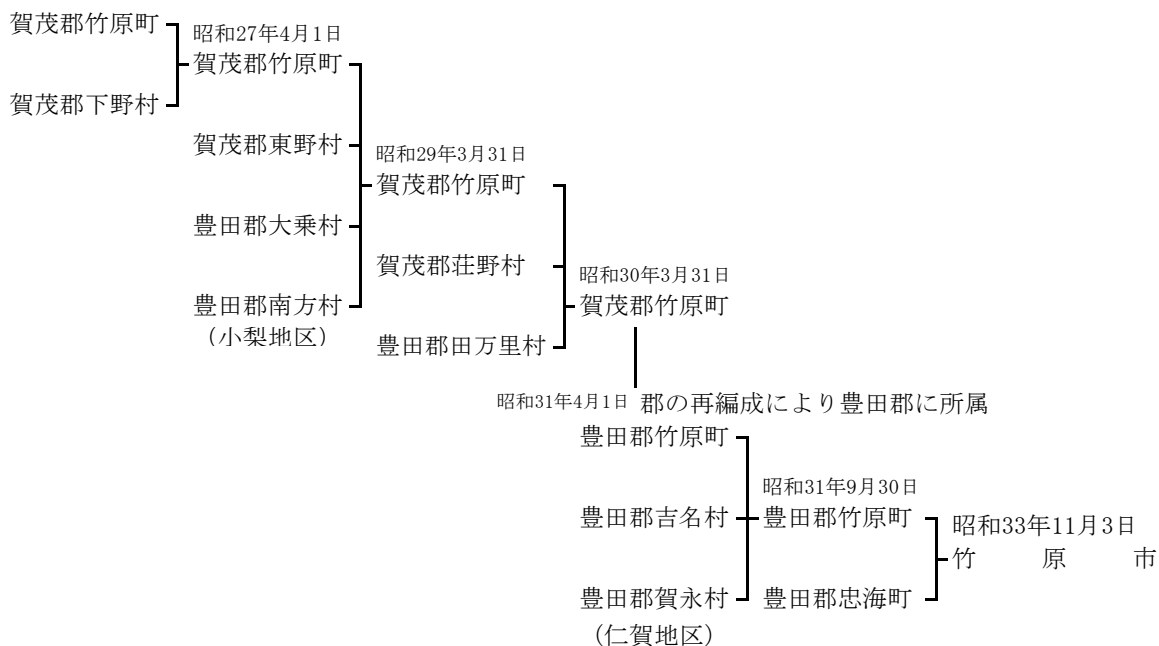 賀茂郡竹原町
昭和27年4月1日
賀茂郡竹原町
賀茂郡下野村
賀茂郡東野村
昭和29年3月31日
賀茂郡竹原町
豊田郡大乗村
賀茂郡荘野村
昭和30年3月31日
豊田郡南方村
賀茂郡竹原町
（小梨地区）
豊田郡田万里村
昭和31年4月1日 郡の再編成により豊田郡に所属
豊田郡竹原町
昭和31年9月30日
豊田郡吉名村
豊田郡竹原町
昭和33年11月3日
竹 原 市
豊田郡賀永村
豊田郡忠海町
（仁賀地区）